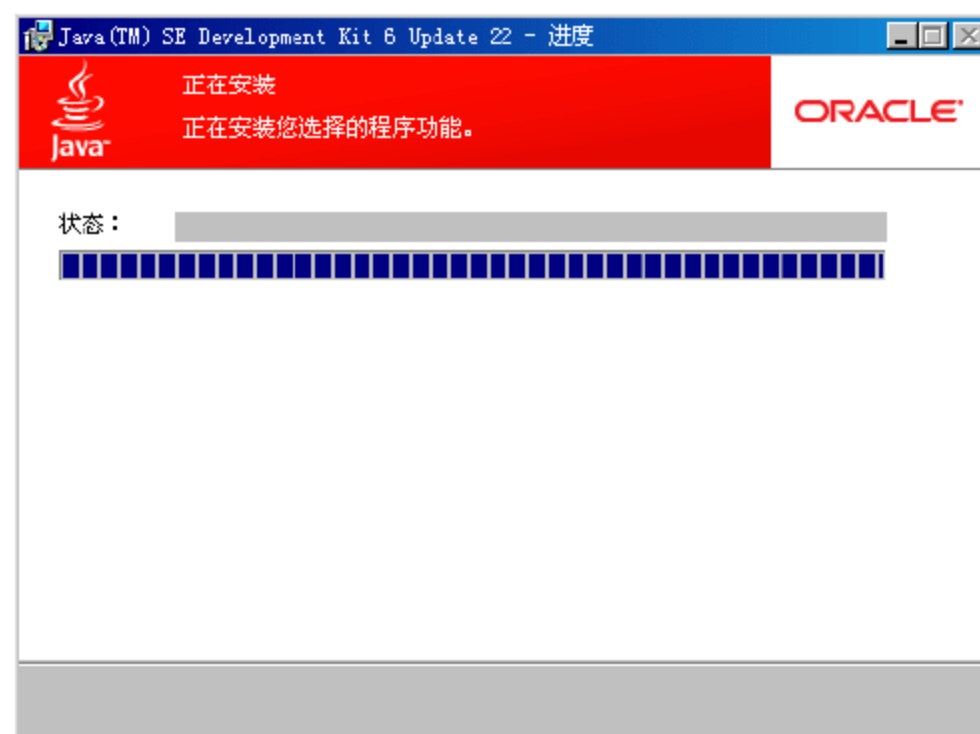 Java(TM) SE Development Kit 6 Update 22 - 进度
正在安装
正在安装您选择的程序功能。
Java™
ORACLE®
状态：